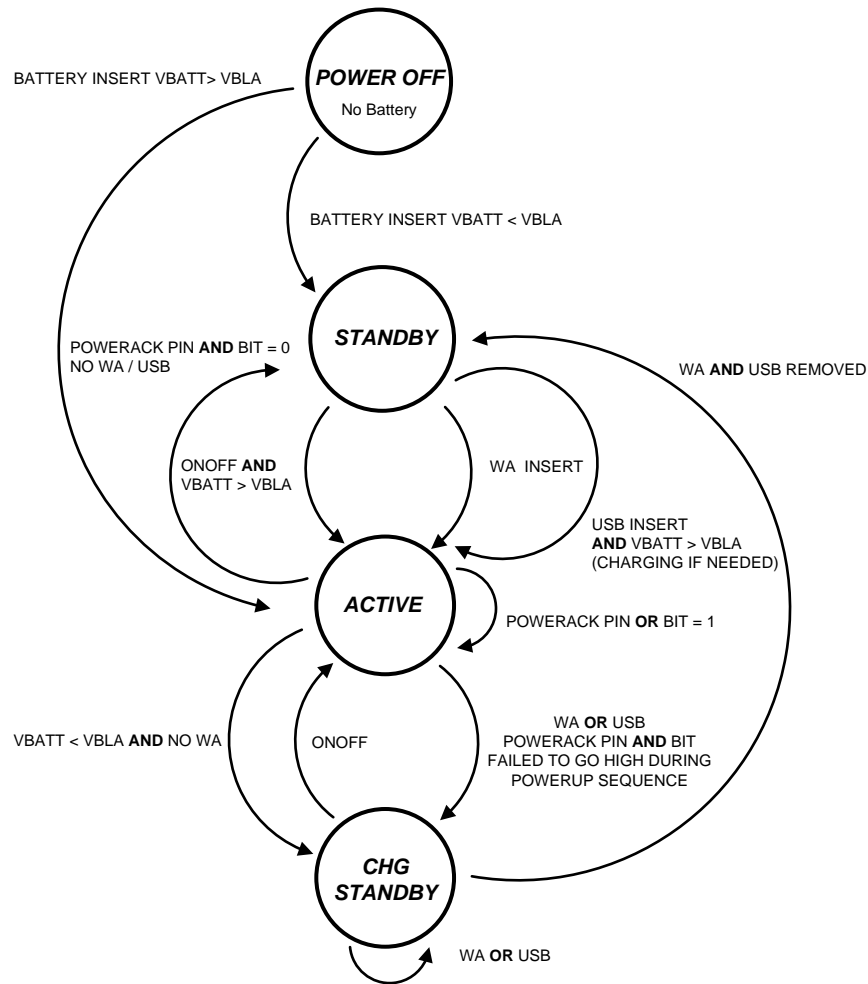 POWER OFF
No Battery
BATTERY INSERT VBATT> VBLA
BATTERY INSERT VBATT < VBLA
STANDBY
POWERACK PIN AND BIT = 0
NO WA / USB
WA AND USB REMOVED
ONOFF AND
VBATT > VBLA
WA INSERT
USB INSERT
AND VBATT > VBLA
(CHARGING IF NEEDED)
ACTIVE
POWERACK PIN OR BIT = 1
VBATT < VBLA AND NO WA
ONOFF
WA OR USB
POWERACK PIN AND BIT
FAILED TO GO HIGH DURING
POWERUP SEQUENCE
CHG
STANDBY
WA OR USB